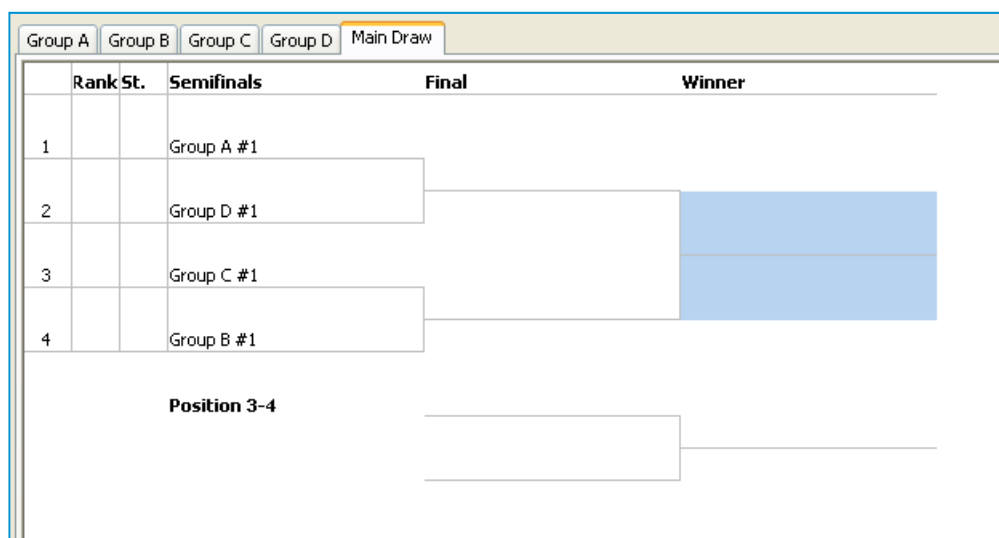 Group A Group B Group C Group D Main Draw
Rank St. Semifinals Final Winner
1 Group A #1
2 Group D #1
3 Group C #1
4 Group B #1
Position 3-4